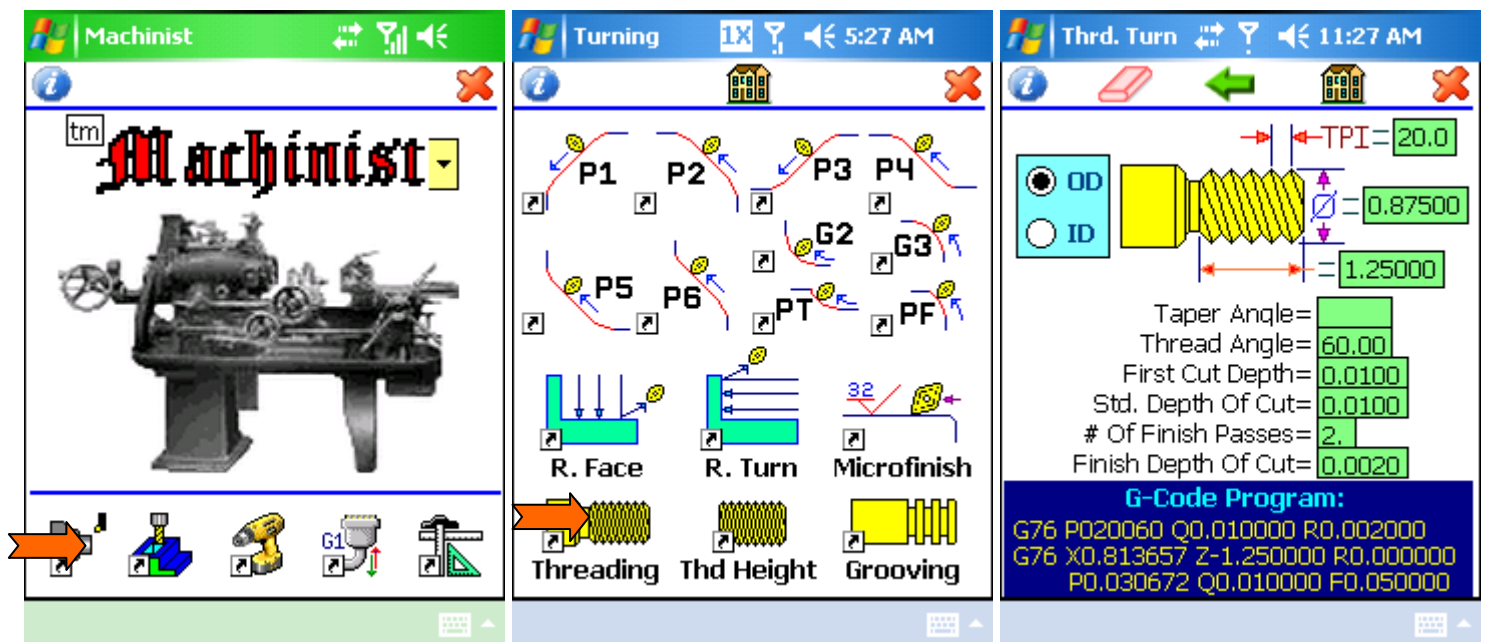 Machinist
tm
Machinist
G1
Turning 1X 5:27 AM
P1 P2 P3 P4
G2 G3
P5 P6 PT PF
32
R. Face R. Turn Microfinish
Threading Thd Height Grooving
Thrd. Turn 11:27 AM
TPI= 20.0
OD
Ø = 0.87500
ID
= 1.25000
Taper Angle=
Thread Angle= 60.00
First Cut Depth= 0.0100
Std. Depth Of Cut= 0.0100
# Of Finish Passes= 2.
Finish Depth Of Cut= 0.0020
G-Code Program:
G76 P020060 Q0.010000 R0.002000
G76 X0.813657 Z-1.250000 R0.000000
P0.030672 Q0.010000 F0.050000